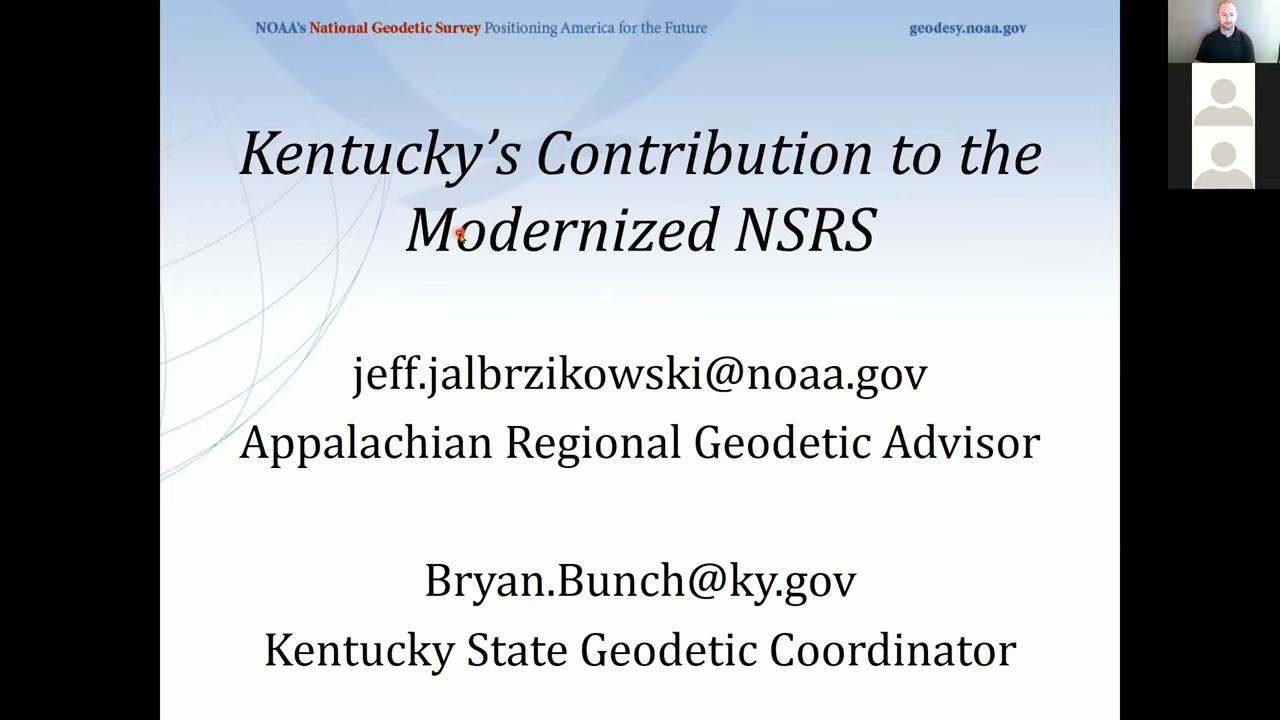 NOAA's National Geodetic Survey Positioning America for the Future geodesy.noaa.gov
Kentucky's Contribution to the
Modernized NSRS
jeff.jalbrzikowski@noaa.gov
Appalachian Regional Geodetic Advisor
Bryan.Bunch@ky.gov
Kentucky State Geodetic Coordinator